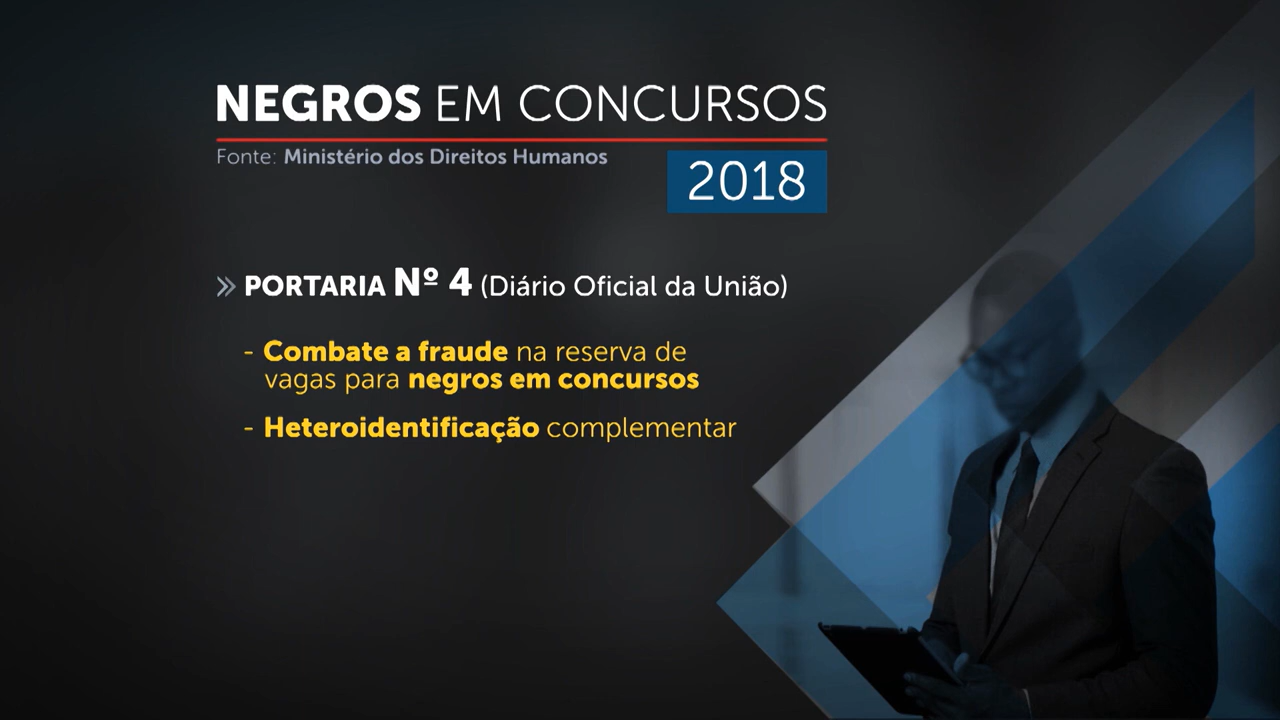 NEGROS EM CONCURSOS
Fonte: Ministério dos Direitos Humanos
2018
» PORTARIA Nº 4 (Diário Oficial da União)
- Combate a fraude na reserva de
vagas para negros em concursos
- Heteroidentificação complementar